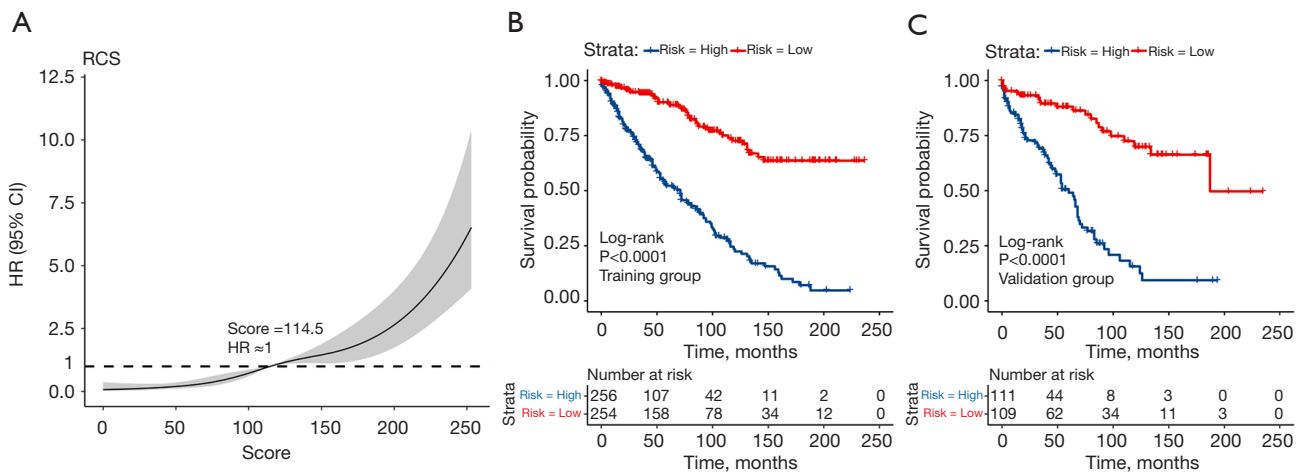 A
RCS
12.5
10.0
7.5
5.0
2.5
1
0.0
HR (95% CI)
Score =114.5
HR ≈1
0 50 100 150 200 250
Score
B
Strata: Risk = High Risk = Low
1.00
0.75
0.50
0.25
0.00
Survival probability
Log-rank
P<0.0001
Training group
0 50 100 150 200 250
Time, months
Number at risk
Strata
Risk = High 256 107 42 11 2 0
Risk = Low 254 158 78 34 12 0
0 50 100 150 200 250
Time, months
C
Strata: Risk = High Risk = Low
1.00
0.75
0.50
0.25
0.00
Survival probability
Log-rank
P<0.0001
Validation group
0 50 100 150 200 250
Time, months
Number at risk
Strata
Risk = High 111 44 8 3 0 0
Risk = Low 109 62 34 11 3 0
0 50 100 150 200 250
Time, months